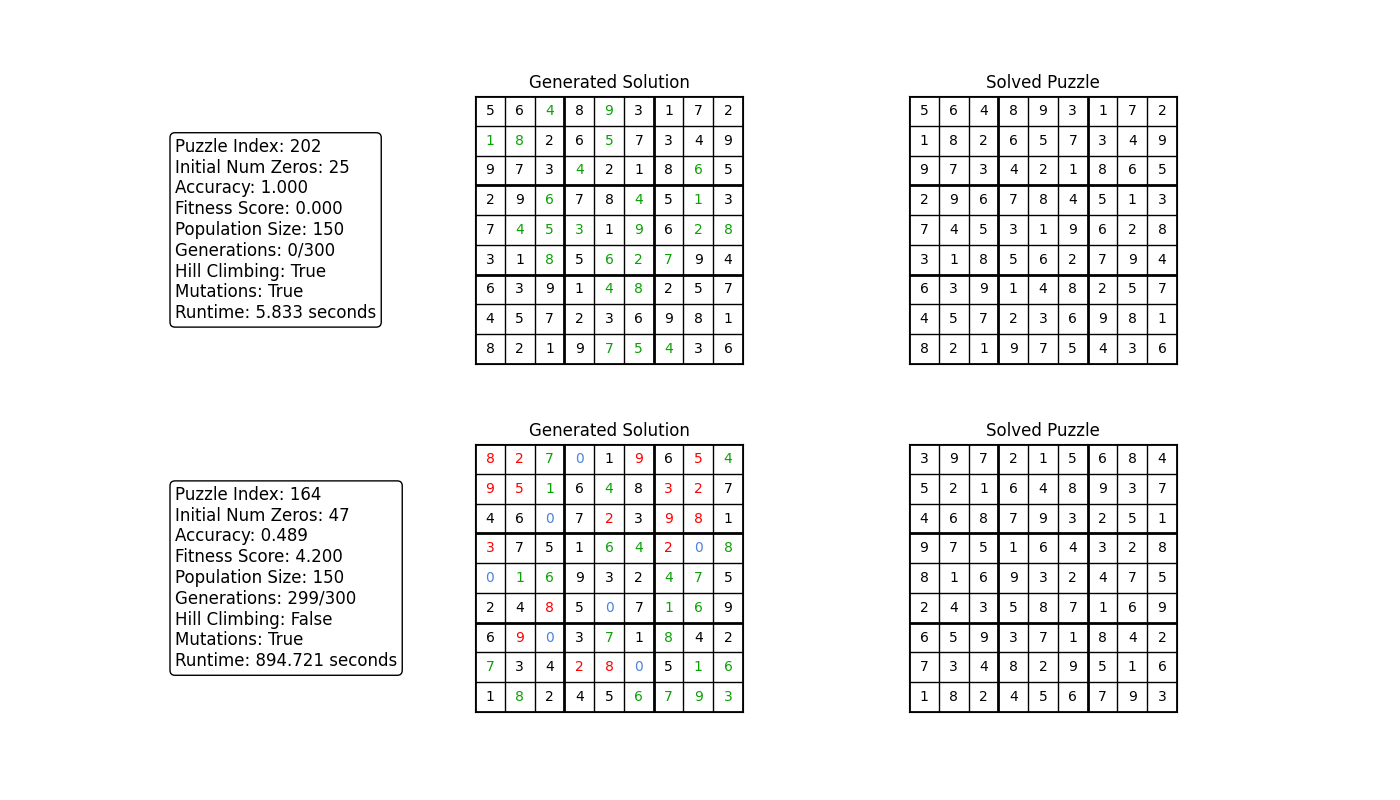 Puzzle Index: 202
Initial Num Zeros: 25
Accuracy: 1.000
Fitness Score: 0.000
Population Size: 150
Generations: 0/300
Hill Climbing: True
Mutations: True
Runtime: 5.833 seconds
Generated Solution
5 6 4 8 9 3 1 7 2
1 8 2 6 5 7 3 4 9
9 7 3 4 2 1 8 6 5
2 9 6 7 8 4 5 1 3
7 4 5 3 1 9 6 2 8
3 1 8 5 6 2 7 9 4
6 3 9 1 4 8 2 5 7
4 5 7 2 3 6 9 8 1
8 2 1 9 7 5 4 3 6
Solved Puzzle
5 6 4 8 9 3 1 7 2
1 8 2 6 5 7 3 4 9
9 7 3 4 2 1 8 6 5
2 9 6 7 8 4 5 1 3
7 4 5 3 1 9 6 2 8
3 1 8 5 6 2 7 9 4
6 3 9 1 4 8 2 5 7
4 5 7 2 3 6 9 8 1
8 2 1 9 7 5 4 3 6
Puzzle Index: 164
Initial Num Zeros: 47
Accuracy: 0.489
Fitness Score: 4.200
Population Size: 150
Generations: 299/300
Hill Climbing: False
Mutations: True
Runtime: 894.721 seconds
Generated Solution
8 2 7 0 1 9 6 5 4
9 5 1 6 4 8 3 2 7
4 6 0 7 2 3 9 8 1
3 7 5 1 6 4 2 0 8
0 1 6 9 3 2 4 7 5
2 4 8 5 0 7 1 6 9
6 9 0 3 7 1 8 4 2
7 3 4 2 8 0 5 1 6
1 8 2 4 5 6 7 9 3
Solved Puzzle
3 9 7 2 1 5 6 8 4
5 2 1 6 4 8 9 3 7
4 6 8 7 9 3 2 5 1
9 7 5 1 6 4 3 2 8
8 1 6 9 3 2 4 7 5
2 4 3 5 8 7 1 6 9
6 5 9 3 7 1 8 4 2
7 3 4 8 2 9 5 1 6
1 8 2 4 5 6 7 9 3